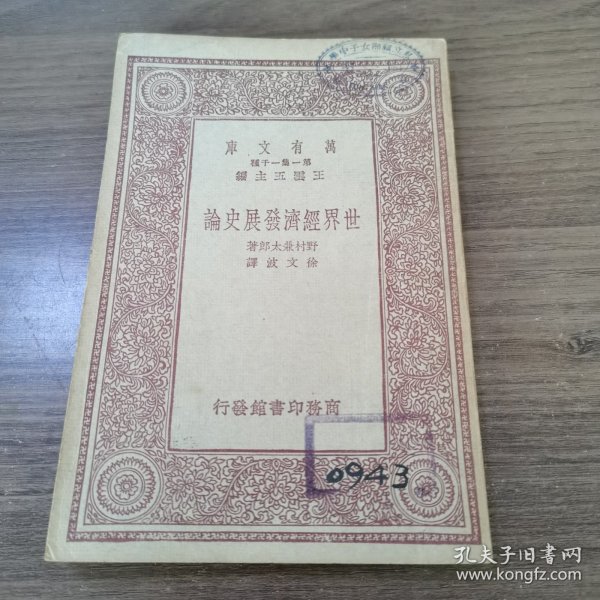 萬有文庫
第一集一千種
王雲五主編
世界經濟發展史論
野村兼太郎著
徐文波譯
商務印書館發行
0943
孔夫子旧书网
www.kongfz.com